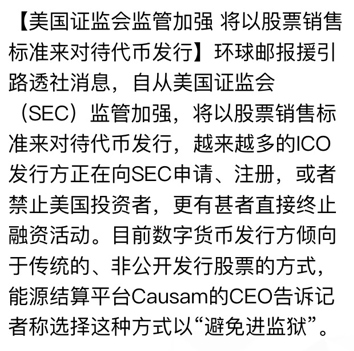 【美国证监会监管加强 将以股票销售
标准来对待代币发行】环球邮报援引
路透社消息，自从美国证监会
（SEC）监管加强，将以股票销售标
准来对待代币发行，越来越多的ICO
发行方正在向SEC申请、注册，或者
禁止美国投资者，更有甚者直接终止
融资活动。目前数字货币发行方倾向
于传统的、非公开发行股票的方式，
能源结算平台Causam的CEO告诉记
者称选择这种方式以“避免进监狱”。